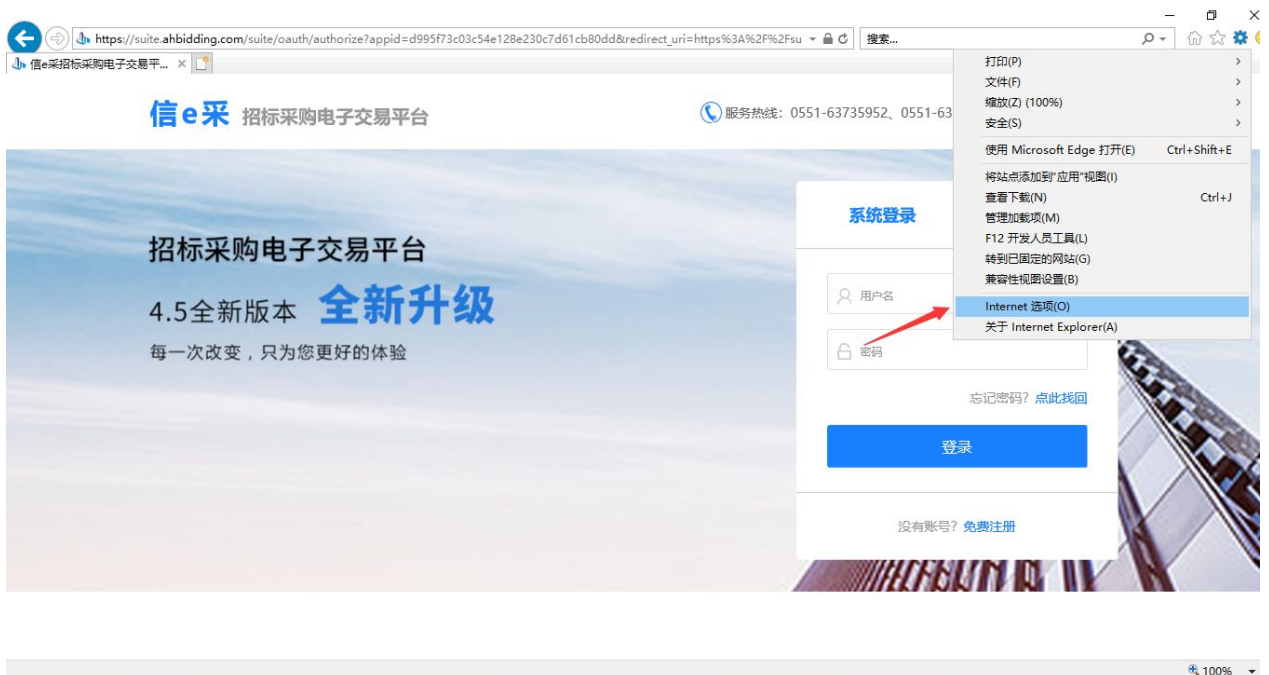 https://suite.ahbidding.com/suite/oauth/authorize?appid=d995f73c03c54e128e230c7d61cb80dd&redirect_uri=https%3A%2F%2Fsu
搜索...
信e采招标采购电子交易平...
信e采 招标采购电子交易平台
服务热线：0551-63735952、0551-63
打印(P)
文件(F)
缩放(Z) (100%)
安全(S)
使用 Microsoft Edge 打开(E) Ctrl+Shift+E
将站点添加到“应用”视图(I)
查看下载(N) Ctrl+J
管理加载项(M)
F12 开发人员工具(L)
转到已固定的网站(G)
兼容性视图设置(B)
Internet 选项(O)
关于 Internet Explorer(A)
招标采购电子交易平台
4.5全新版本 全新升级
每一次改变，只为您更好的体验
系统登录
用户名
密码
忘记密码？点此找回
登录
没有账号？免费注册
100%